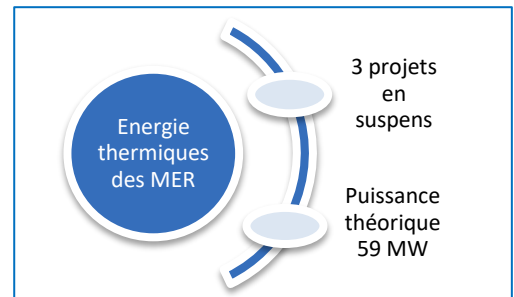 Energie
thermiques
des MER
3 projets
en
suspens
Puissance
théorique
59 MW